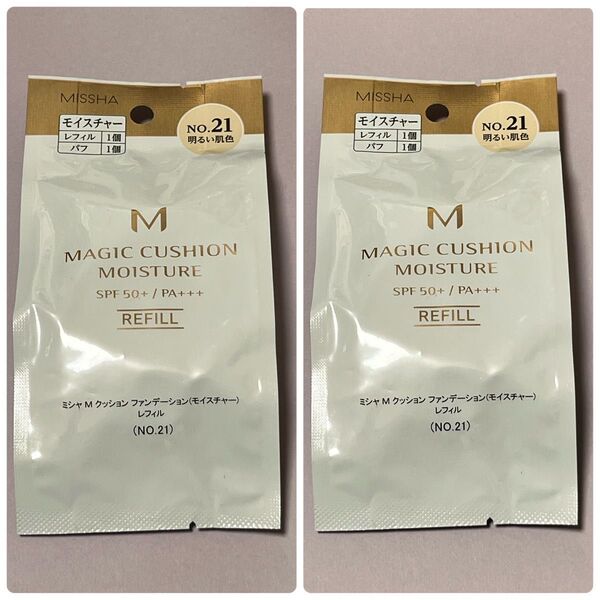 MISSHA
モイスチャー
レフィル 1個
パフ 1個
NO.21
明るい肌色
M
MAGIC CUSHION
MOISTURE
SPF 50+ / PA+++
REFILL
ミシャ M クッション ファンデーション(モイスチャー)
レフィル
(NO.21)
MISSHA
モイスチャー
レフィル 1個
パフ 1個
NO.21
明るい肌色
M
MAGIC CUSHION
MOISTURE
SPF 50+ / PA+++
REFILL
ミシャ M クッション ファンデーション(モイスチャー)
レフィル
(NO.21)